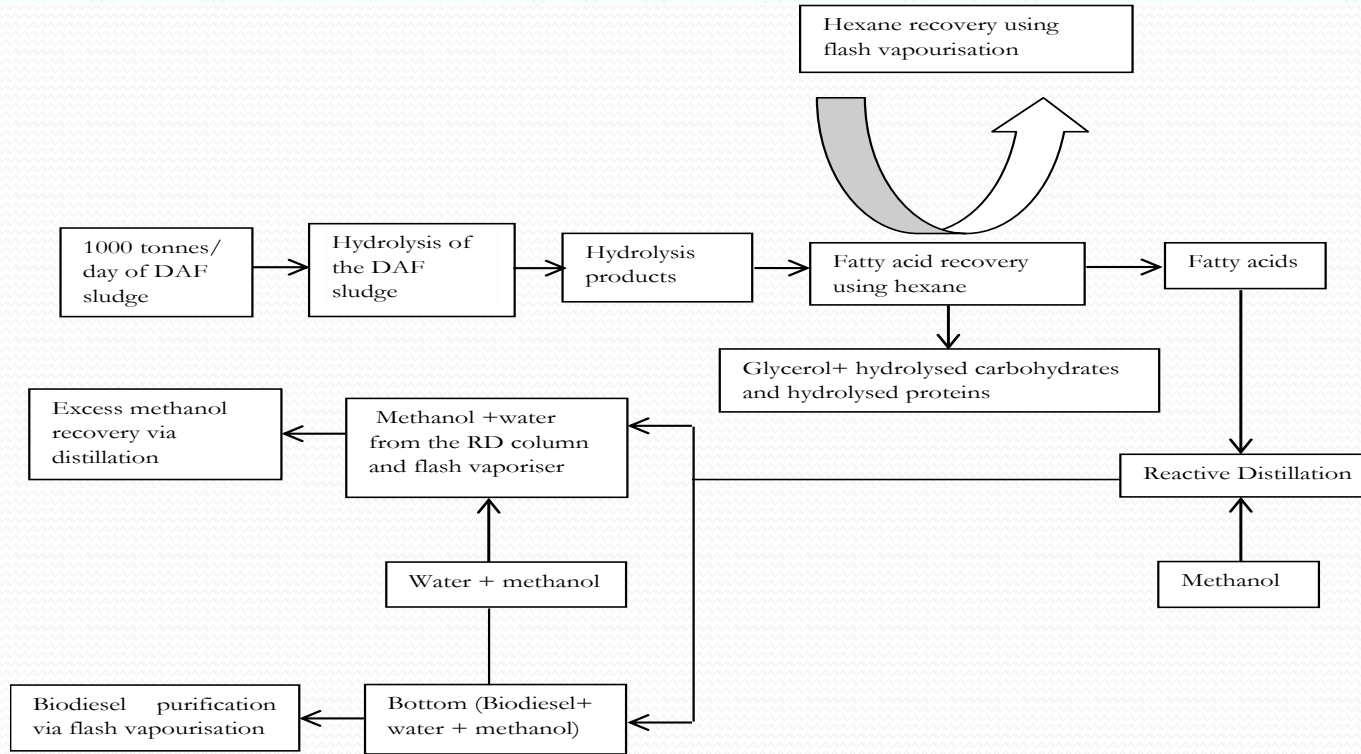 Hexane recovery using
flash vapourisation
1000 tonnes/
day of DAF
sludge
Hydrolysis of
the DAF
sludge
Hydrolysis
products
Fatty acid recovery
using hexane
Fatty acids
Glycerol+ hydrolysed carbohydrates
and hydrolysed proteins
Excess methanol
recovery via
distillation
Methanol +water
from the RD column
and flash vaporiser
Reactive Distillation
Water + methanol
Methanol
Biodiesel purification
via flash vapourisation
Bottom (Biodiesel+
water + methanol)